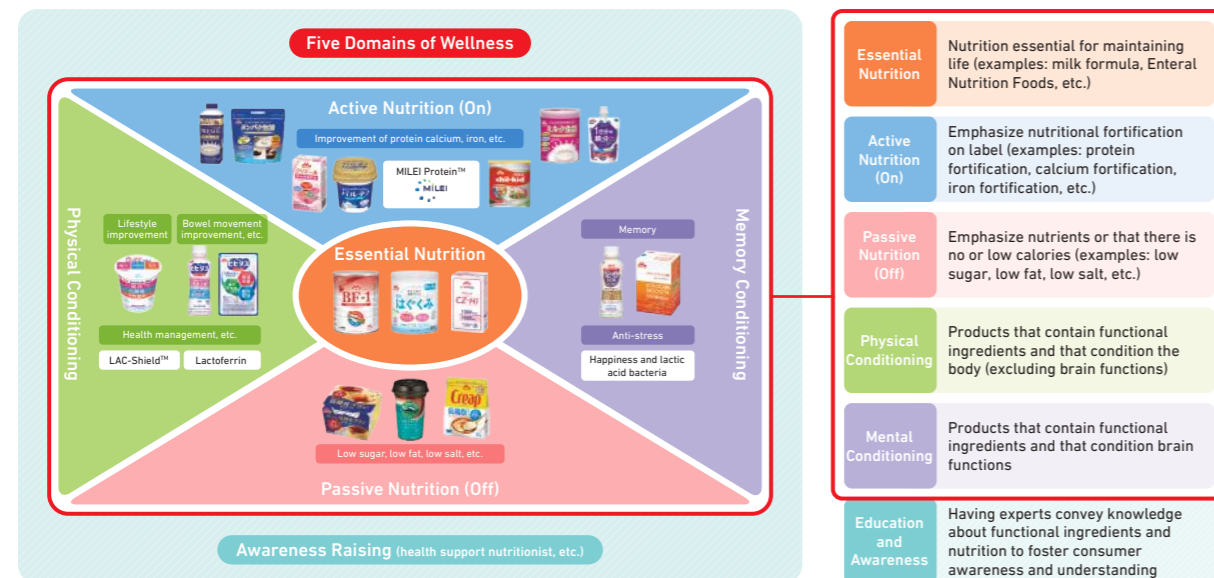 Five Domains of Wellness
Active Nutrition (On)
Improvement of protein calcium, iron, etc.
MILEI Protein™
MILEI
Physical Conditioning
Lifestyle
improvement
Bowel movement
improvement, etc.
Health management, etc.
LAC-Shield™
Lactoferrin
Essential Nutrition
BF-1
はぐくみ
CZ-Hi
Memory
Anti-stress
Happiness and lactic
acid bacteria
Memory Conditioning
Creap
Low sugar, low fat, low salt, etc.
Passive Nutrition (Off)
Awareness Raising (health support nutritionist, etc.)
Essential
Nutrition
Nutrition essential for maintaining
life (examples: milk formula, Enteral
Nutrition Foods, etc.)
Active
Nutrition
(On)
Emphasize nutritional fortification
on label (examples: protein
fortification, calcium fortification,
iron fortification, etc.)
Passive
Nutrition
(Off)
Emphasize nutrients or that there is
no or low calories (examples: low
sugar, low fat, low salt, etc.)
Physical
Conditioning
Products that contain functional
ingredients and that condition the
body (excluding brain functions)
Mental
Conditioning
Products that contain functional
ingredients and that condition brain
functions
Education
and
Awareness
Having experts convey knowledge
about functional ingredients and
nutrition to foster consumer
awareness and understanding